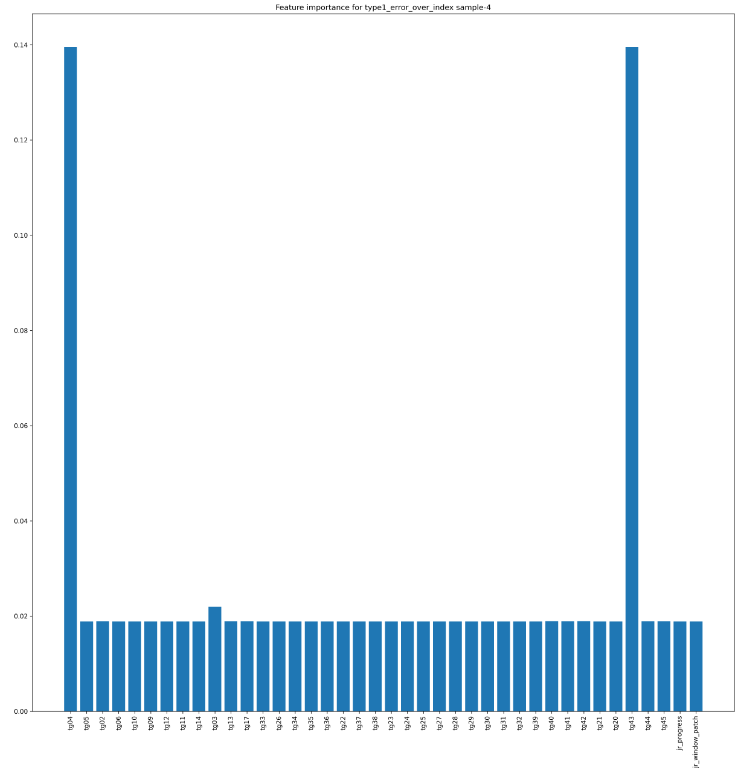 Feature importance for type1_error_over_index sample-4
0.14
0.12
0.10
0.08
0.06
0.04
0.02
0.00
tg04
tg05
tg02
tg06
tg10
tg09
tg12
tg11
tg14
tg03
tg13
tg17
tg33
tg26
tg34
tg35
tg36
tg22
tg37
tg38
tg23
tg24
tg25
tg27
tg28
tg29
tg30
tg31
tg32
tg39
tg40
tg41
tg42
tg21
tg20
tg43
tg44
tg45
jr_progress
jr_window_patch